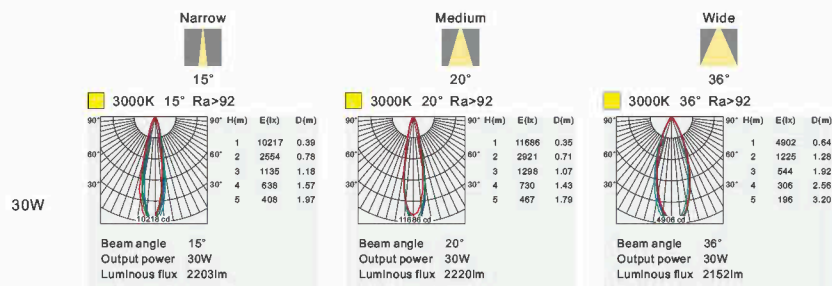 Narrow
Medium
Wide
15°
20°
36°
3000K 15° Ra>92
90° 90° H(m) E(lx) D(m)
1 10217 0.39
60° 60° 2 2554 0.78
3 1135 1.18
30° 30° 4 638 1.57
5 408 1.97
10218 cd
Beam angle 15°
Output power 30W
Luminous flux 2203lm
3000K 20° Ra>92
90° 90° H(m) E(lx) D(m)
1 11686 0.35
60° 60° 2 2921 0.71
3 1298 1.07
30° 30° 4 730 1.43
5 467 1.79
11686 cd
Beam angle 20°
Output power 30W
Luminous flux 2220lm
3000K 36° Ra>92
90° 90° H(m) E(lx) D(m)
1 4902 0.64
60° 60° 2 1225 1.28
3 544 1.92
30° 30° 4 306 2.56
5 196 3.20
4906 cd
Beam angle 36°
Output power 30W
Luminous flux 2152lm
30W